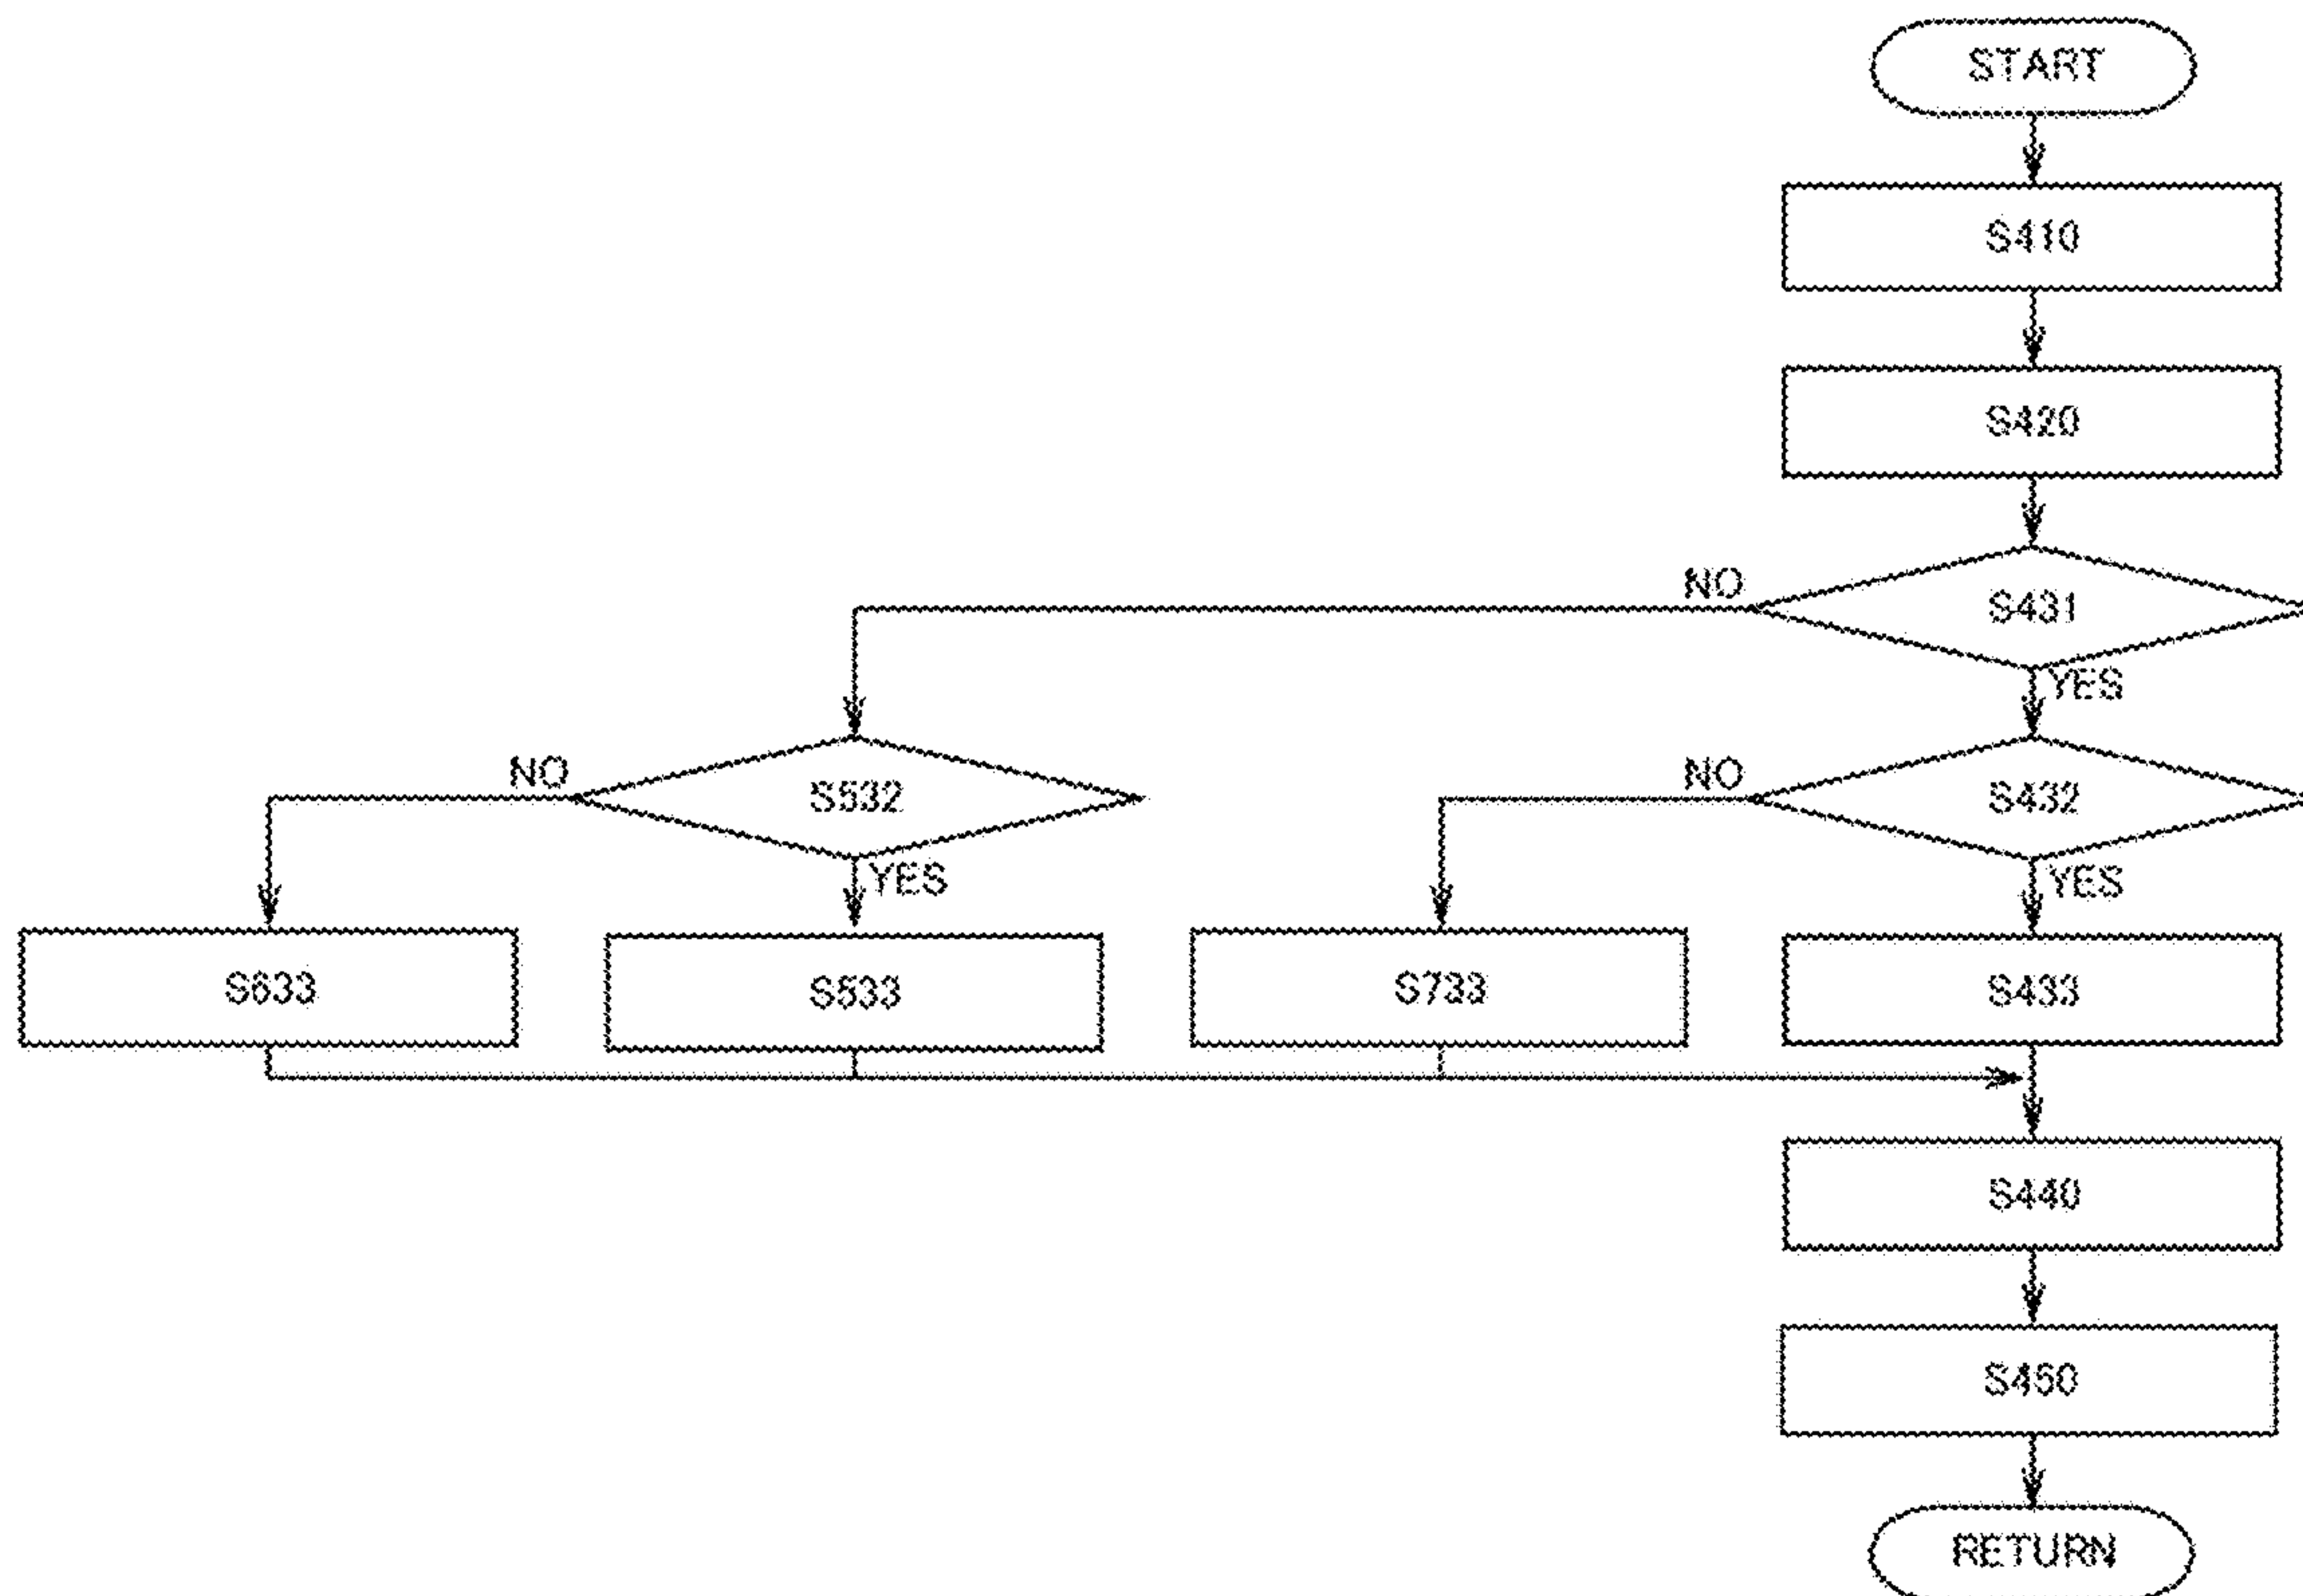 START
S410
S420
NO
S431
YES
NO
S532
YES
NO
S432
YES
S633
S533
S733
S433
S440
S450
RETURN